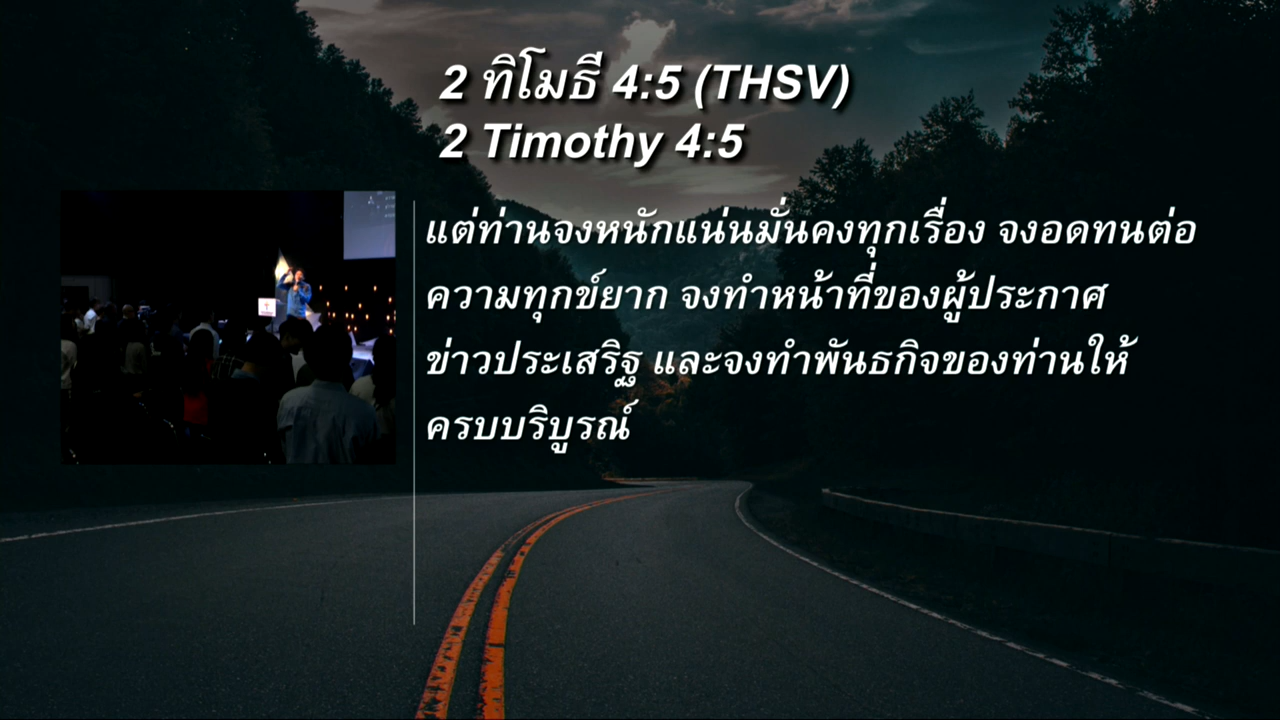 2 ทิโมธี 4:5 (THSV)
2 Timothy 4:5
แต่ท่านจงหนักแน่นมั่นคงทุกเรื่อง จงอดทนต่อ
ความทุกข์ยาก จงทำหน้าที่ของผู้ประกาศ
ข่าวประเสริฐ และจงทำพันธกิจของท่านให้
ครบบริบูรณ์